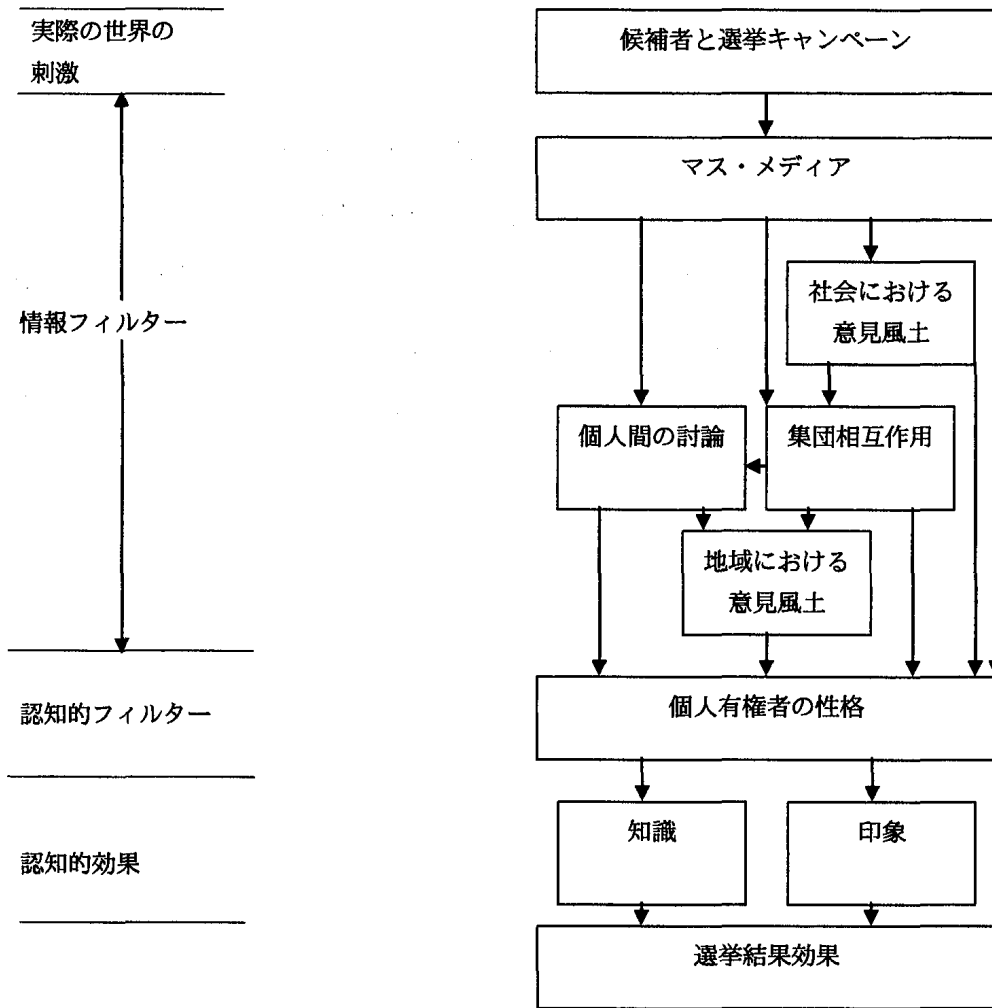 実際の世界の
刺激
候補者と選挙キャンペーン
マス・メディア
社会における
意見風土
情報フィルター
個人間の討論
集団相互作用
地域における
意見風土
認知的フィルター
個人有権者の性格
知識
印象
認知的効果
選挙結果効果